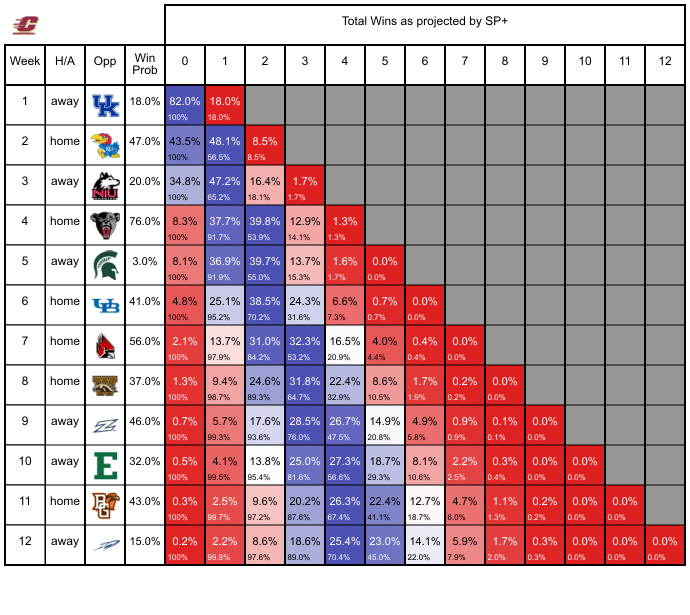 Total Wins as projected by SP+
Week H/A Opp Win Prob 0 1 2 3 4 5 6 7 8 9 10 11 12
1 away UK 18.0% 82.0% 18.0%
100% 18.0%
2 home KU 47.0% 43.5% 48.1% 8.5%
100% 56.5% 8.5%
3 away NIU 20.0% 34.8% 47.2% 16.4% 1.7%
100% 65.2% 18.1% 1.7%
4 home 76.0% 8.3% 37.7% 39.8% 12.9% 1.3%
100% 91.7% 53.9% 14.1% 1.3%
5 away 3.0% 8.1% 36.9% 39.7% 13.7% 1.6% 0.0%
100% 91.9% 55.0% 15.3% 1.7% 0.0%
6 home UB 41.0% 4.8% 25.1% 38.5% 24.3% 6.6% 0.7% 0.0%
100% 95.2% 70.2% 31.6% 7.3% 0.7% 0.0%
7 home 56.0% 2.1% 13.7% 31.0% 32.3% 16.5% 4.0% 0.4% 0.0%
100% 97.9% 84.2% 53.2% 20.9% 4.4% 0.4% 0.0%
8 home 37.0% 1.3% 9.4% 24.6% 31.8% 22.4% 8.6% 1.7% 0.2% 0.0%
100% 98.7% 89.3% 64.7% 32.9% 10.5% 1.9% 0.2% 0.0%
9 away 46.0% 0.7% 5.7% 17.6% 28.5% 26.7% 14.9% 4.9% 0.9% 0.1% 0.0%
100% 99.3% 93.6% 76.0% 47.5% 20.8% 5.8% 0.9% 0.1% 0.0%
10 away E 32.0% 0.5% 4.1% 13.8% 25.0% 27.3% 18.7% 8.1% 2.2% 0.3% 0.0% 0.0%
100% 99.5% 95.4% 81.6% 56.6% 29.3% 10.6% 2.5% 0.4% 0.0% 0.0%
11 home BG 43.0% 0.3% 2.5% 9.6% 20.2% 26.3% 22.4% 12.7% 4.7% 1.1% 0.2% 0.0% 0.0%
100% 99.7% 97.2% 87.6% 67.4% 41.1% 18.7% 6.0% 1.3% 0.2% 0.0% 0.0%
12 away 15.0% 0.2% 2.2% 8.6% 18.6% 25.4% 23.0% 14.1% 5.9% 1.7% 0.3% 0.0% 0.0% 0.0%
100% 99.8% 97.6% 89.0% 70.4% 45.0% 22.0% 7.9% 2.0% 0.3% 0.0% 0.0% 0.0%